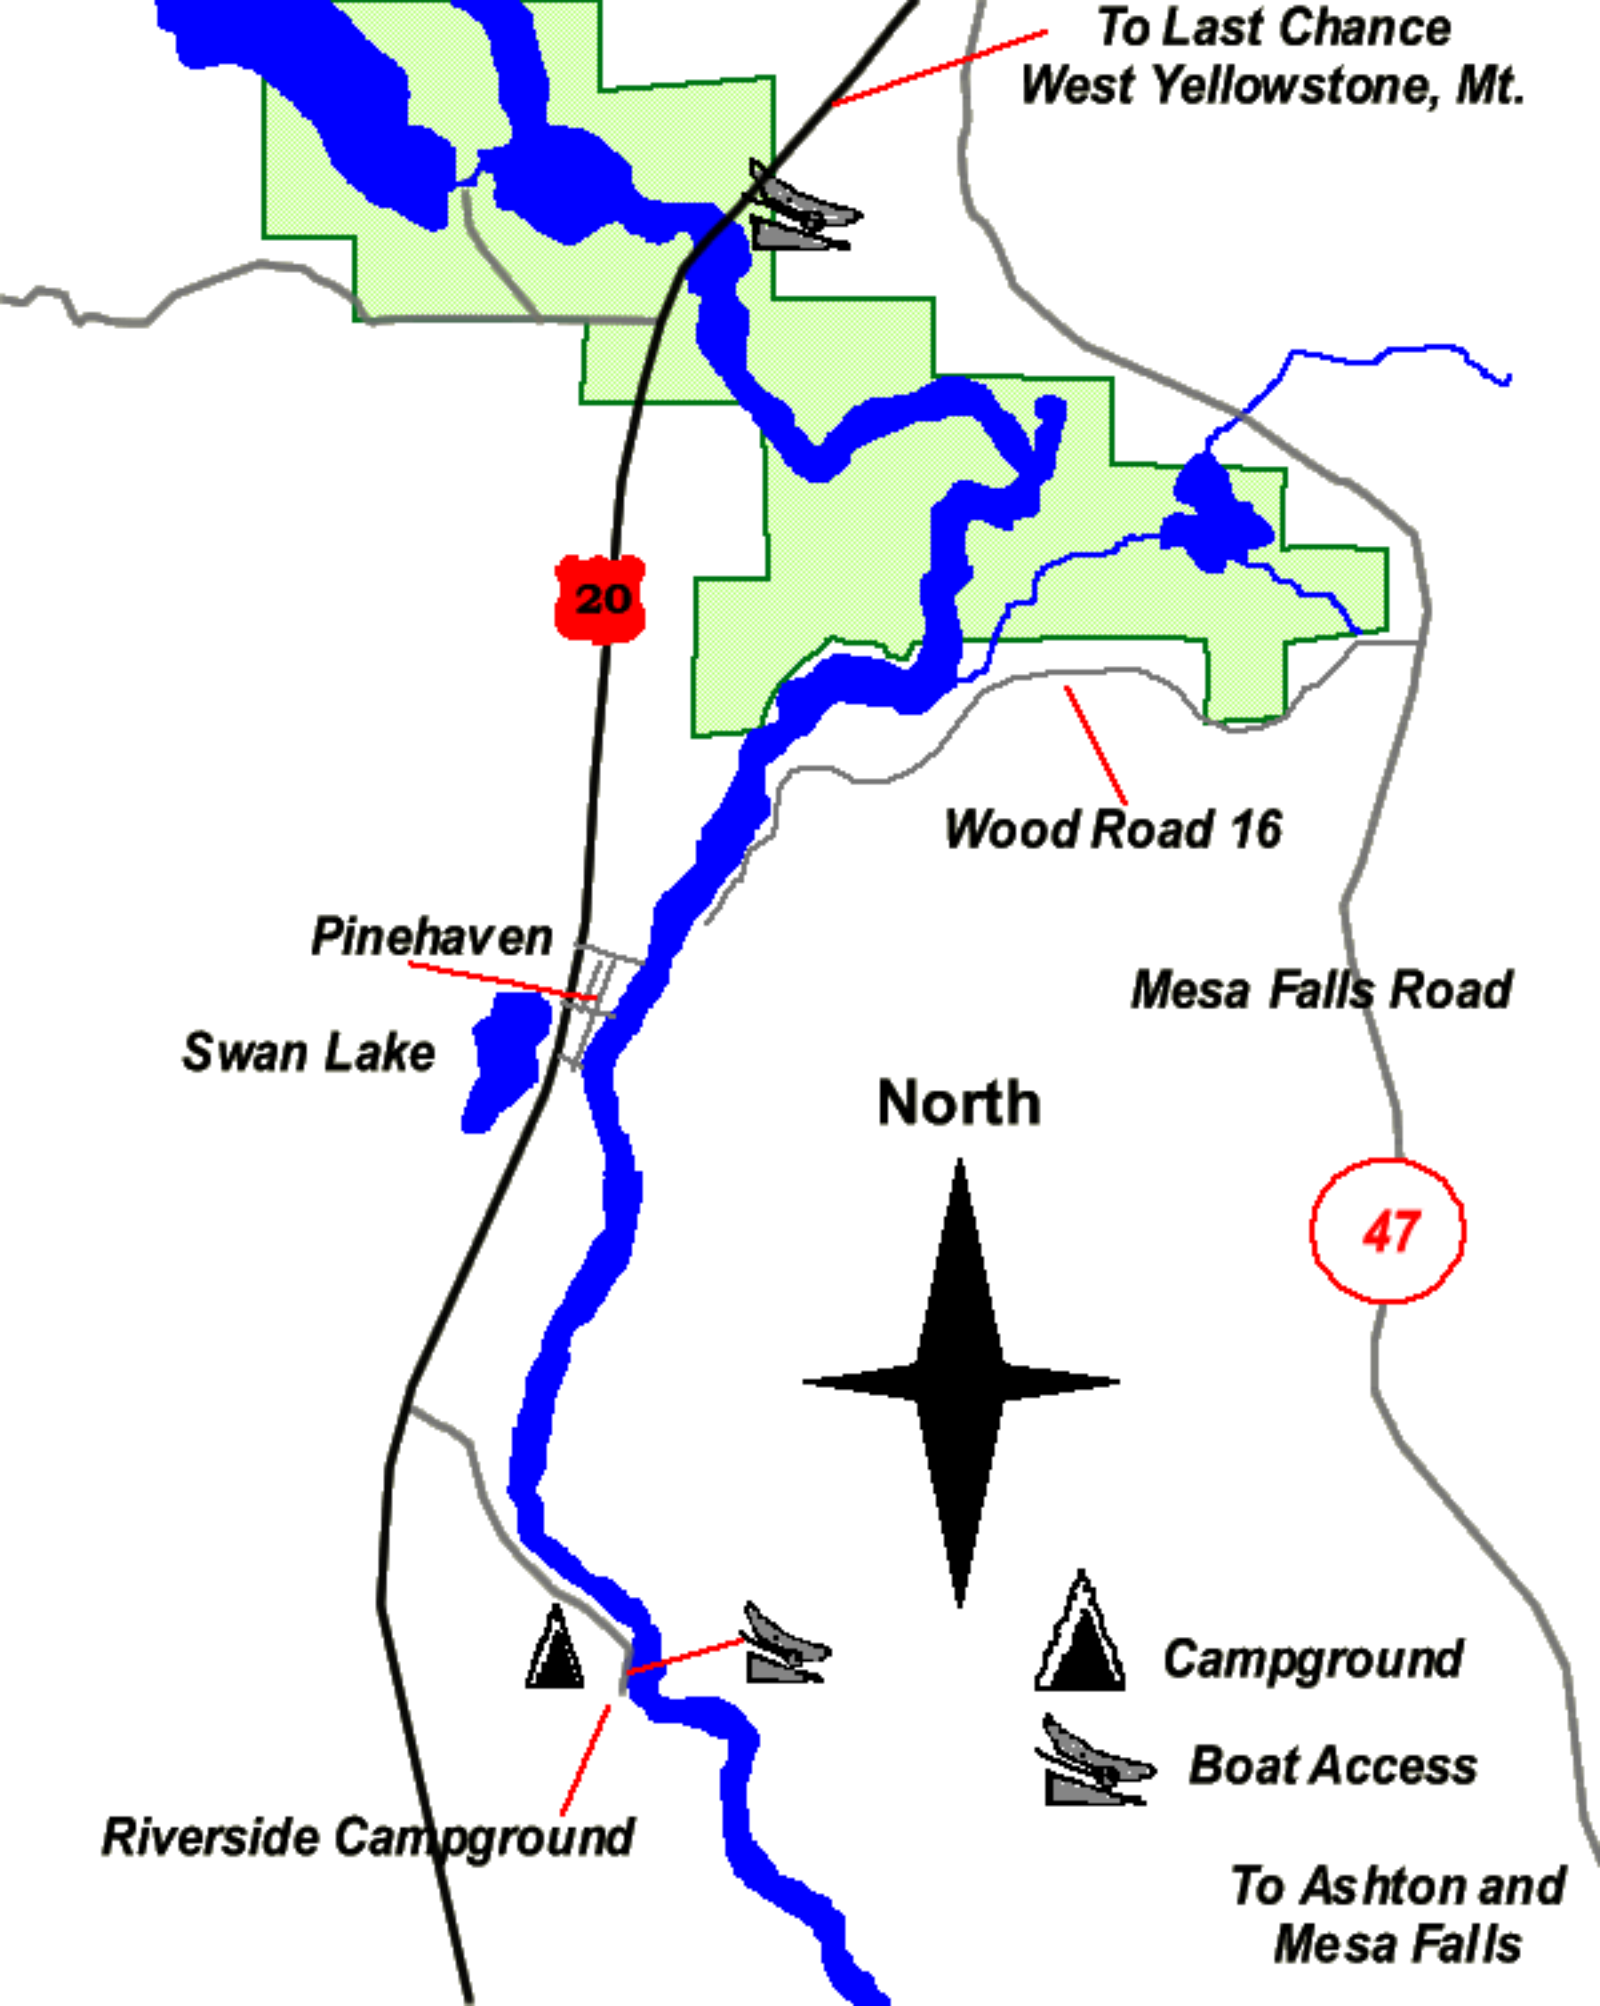 To Last Chance
West Yellowstone, Mt.
20
Wood Road 16
Pinehaven
Mesa Falls Road
Swan Lake
North
47
Campground
Boat Access
Riverside Campground
To Ashton and
Mesa Falls